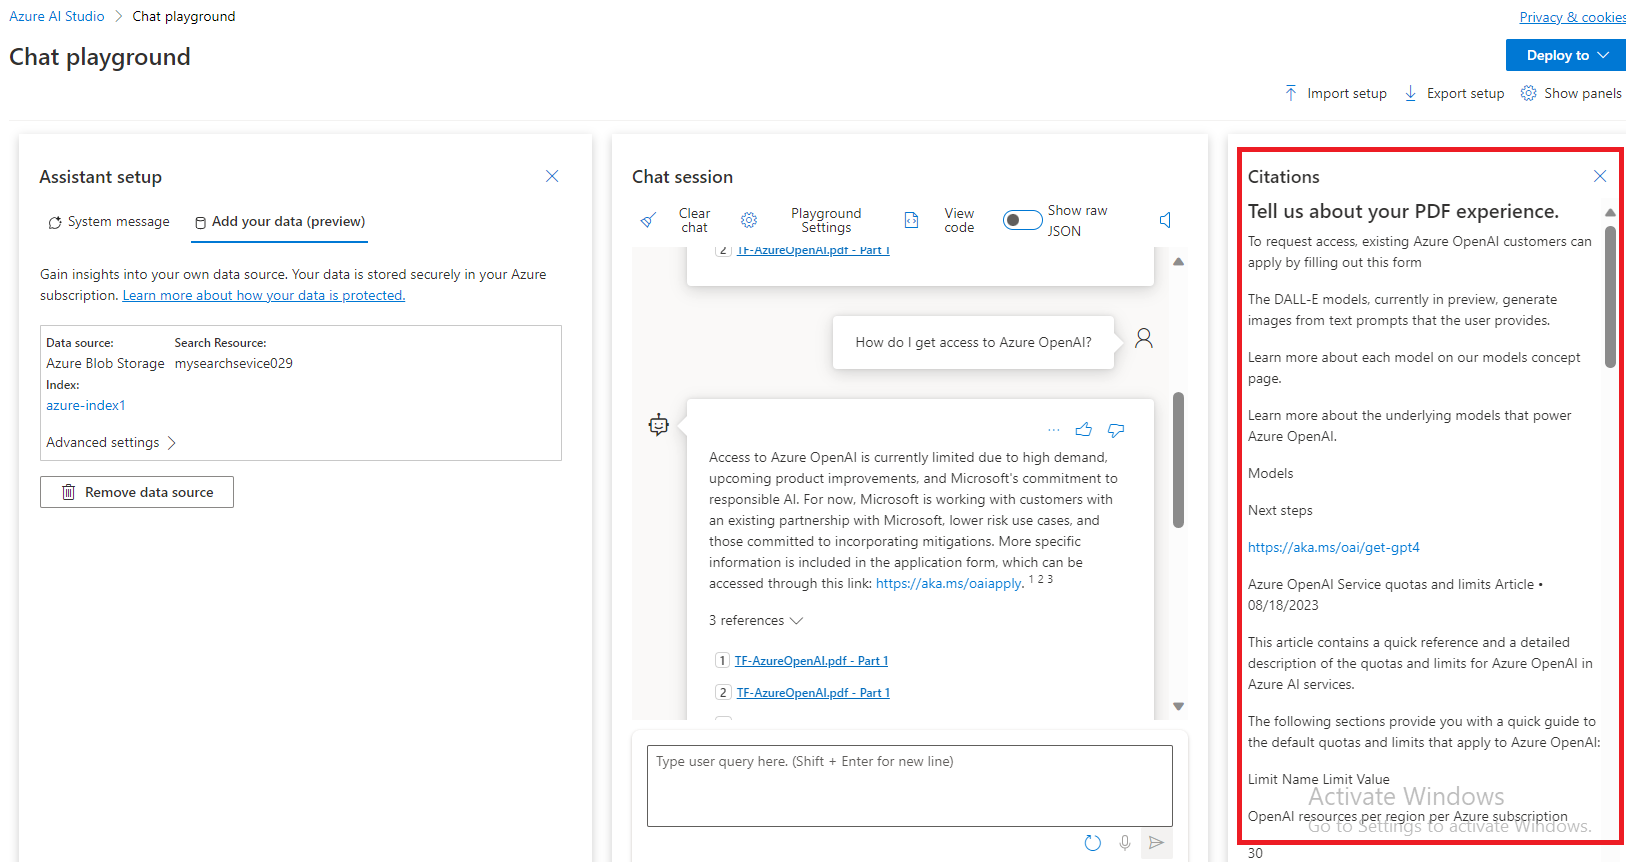 Azure AI Studio > Chat playground
Privacy & cookies
Chat playground
Deploy to
Import setup
Export setup
Show panels
Assistant setup
System message
Add your data (preview)
Gain insights into your own data source. Your data is stored securely in your Azure
subscription. Learn more about how your data is protected.
Data source:
Search Resource:
Azure Blob Storage
mysearchsevice029
Index:
azure-index1
Advanced settings
Remove data source
Chat session
Clear
chat
Playground
Settings
View
code
Show raw
JSON
2 TF-AzureOpenAI.pdf - Part 1
How do I get access to Azure OpenAI?
Access to Azure OpenAI is currently limited due to high demand,
upcoming product improvements, and Microsoft's commitment to
responsible AI. For now, Microsoft is working with customers with
an existing partnership with Microsoft, lower risk use cases, and
those committed to incorporating mitigations. More specific
information is included in the application form, which can be
accessed through this link: https://aka.ms/oaiapply. 1 2 3
3 references
1 TF-AzureOpenAI.pdf - Part 1
2 TF-AzureOpenAI.pdf - Part 1
Type user query here. (Shift + Enter for new line)
Citations
Tell us about your PDF experience.
To request access, existing Azure OpenAI customers can
apply by filling out this form
The DALL-E models, currently in preview, generate
images from text prompts that the user provides.
Learn more about each model on our models concept
page.
Learn more about the underlying models that power
Azure OpenAI.
Models
Next steps
https://aka.ms/oai/get-gpt4
Azure OpenAI Service quotas and limits Article •
08/18/2023
This article contains a quick reference and a detailed
description of the quotas and limits for Azure OpenAI in
Azure AI services.
The following sections provide you with a quick guide to
the default quotas and limits that apply to Azure OpenAI:
Limit Name Limit Value
Activate Windows
OpenAI resources per region per Azure subscription
Go to Settings to activate Windows.
30